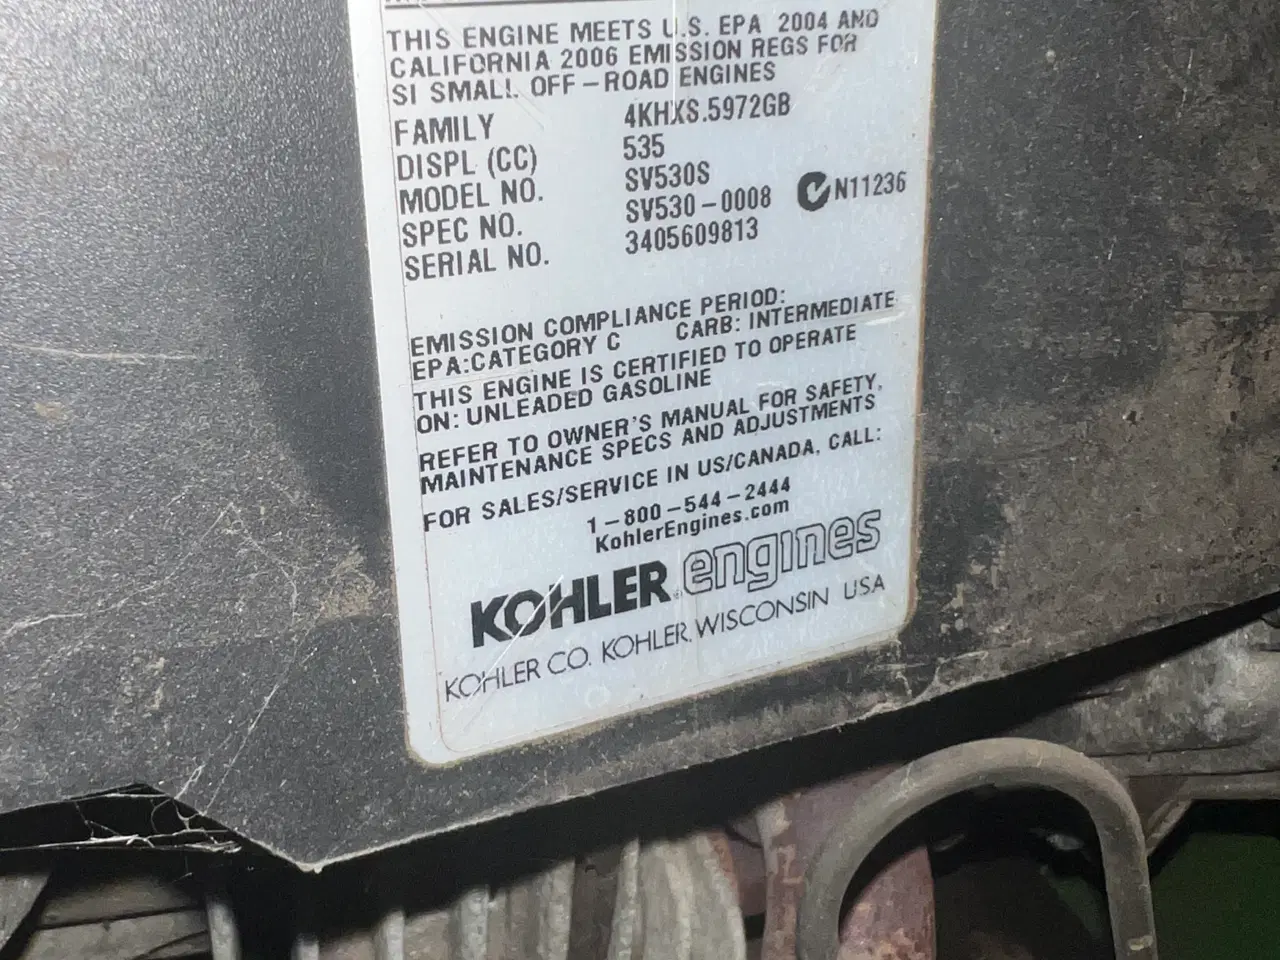 THIS ENGINE MEETS U.S. EPA 2004 AND
CALIFORNIA 2006 EMISSION REGS FOR
SI SMALL OFF-ROAD ENGINES
FAMILY 4KHXS.5972GB
DISPL (CC) 535
MODEL NO. SV530S
SPEC NO. SV530-0008 N11236
SERIAL NO. 3405609813
EMISSION COMPLIANCE PERIOD:
EPA:CATEGORY C CARB: INTERMEDIATE
THIS ENGINE IS CERTIFIED TO OPERATE
ON: UNLEADED GASOLINE
REFER TO OWNER'S MANUAL FOR SAFETY,
MAINTENANCE SPECS AND ADJUSTMENTS
FOR SALES/SERVICE IN US/CANADA, CALL:
1-800-544-2444
KohlerEngines.com
KOHLER engines
KOHLER CO. KOHLER, WISCONSIN USA